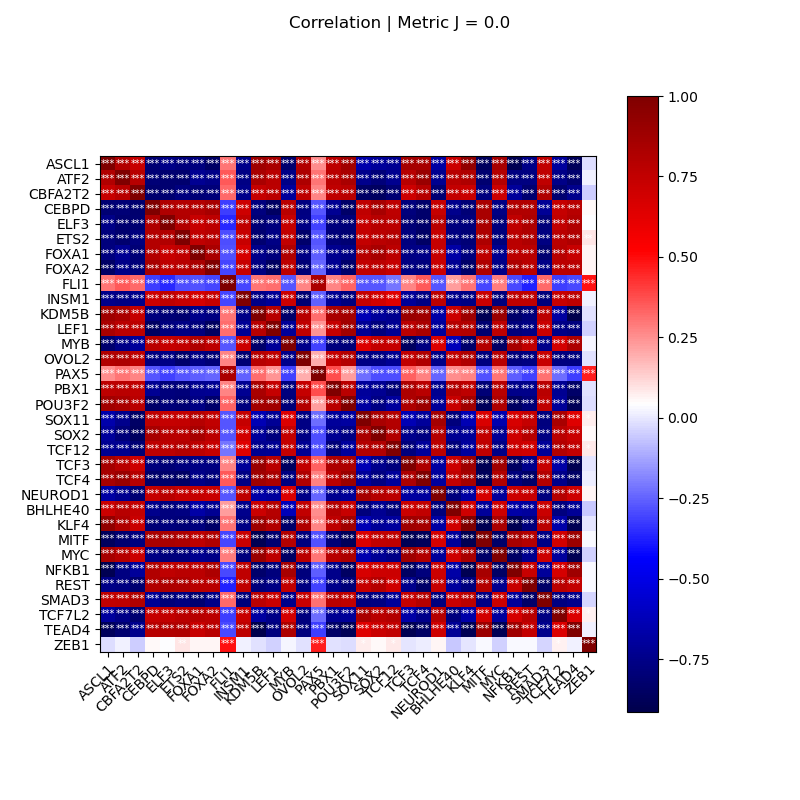 Correlation | Metric J = 0.0
ASCL1
ATF2
CBFA2T2
CEBPD
ELF3
ETS2
FOXA1
FOXA2
FLI1
INSM1
KDM5B
LEF1
MYB
OVOL2
PAX5
PBX1
POU3F2
SOX11
SOX2
TCF12
TCF3
TCF4
NEUROD1
BHLHE40
KLF4
MITF
MYC
NFKB1
REST
SMAD3
TCF7L2
TEAD4
ZEB1
ASCL1
ATF2
CBFA2T2
CEBPD
ELF3
ETS2
FOXA1
FOXA2
FLI1
INSM1
KDM5B
LEF1
MYB
OVOL2
PAX5
PBX1
POU3F2
SOX11
SOX2
TCF12
TCF3
TCF4
NEUROD1
BHLHE40
KLF4
MITF
MYC
NFKB1
REST
SMAD3
TCF7L2
TEAD4
ZEB1
1.00
0.75
0.50
0.25
0.00
−0.25
−0.50
−0.75